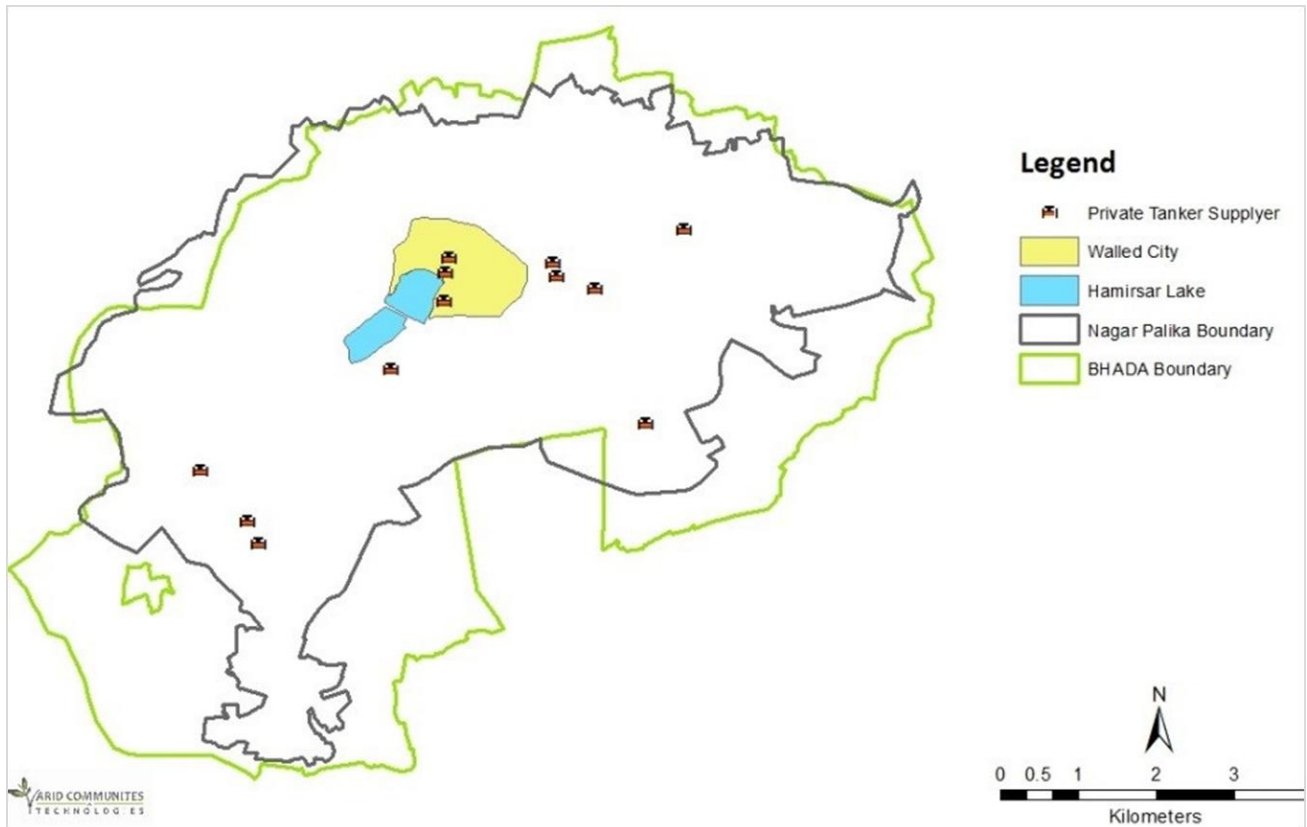 Legend
Private Tanker Supplyer
Walled City
Hamirsar Lake
Nagar Palika Boundary
BHADA Boundary
N
0 0.5 1 2 3
Kilometers
ARID COMMUNITES
TECHNOLOGIES